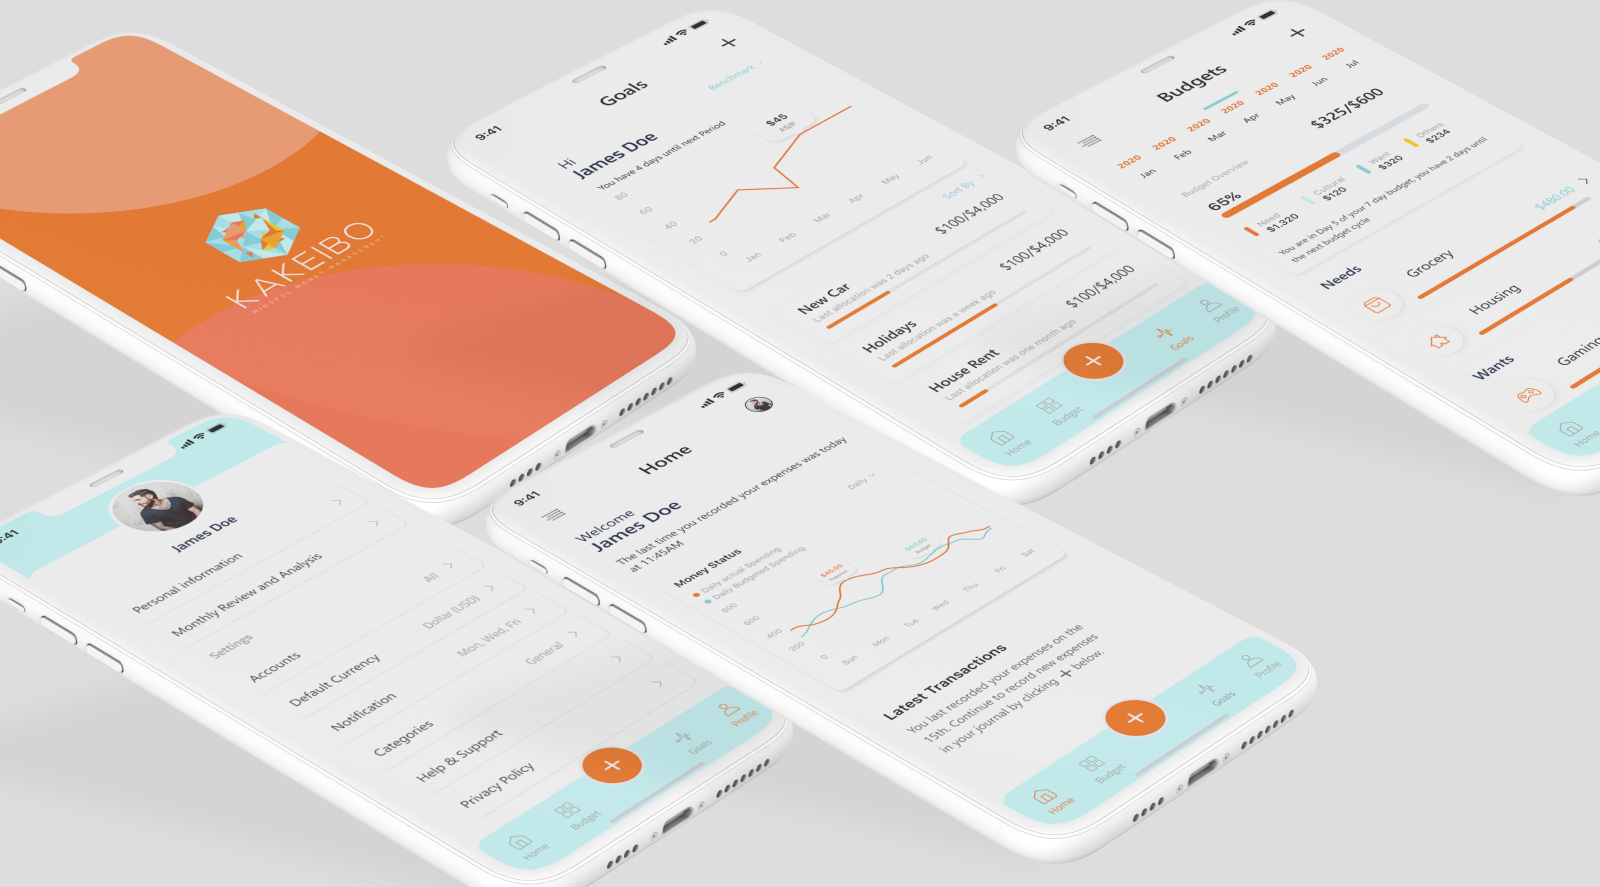 KAKEIBO
MINDFUL MONEY MANAGEMENT
9:41
Goals
Benchmark
Hi
James Doe
You have 4 days until next Period
$45
80
60
40
20
0
Jan
Feb
Mar
Apr
May
Jun
Sort By
New Car
$100/$4,000
Last allocation was 2 days ago
Holidays
$100/$4,000
Last allocation was a week ago
House Rent
$100/$4,000
Last allocation was one month ago
Home
Budget
Goals
Profile
9:41
Budgets
2020
2020
2020
2020
2020
2020
2020
Jan
Feb
Mar
Apr
May
Jun
Jul
Budget Overview
$325/$600
65%
Need
$1.320
Cultural
$120
Want
$320
Others
$234
You are in Day 5 of your 7 day budget, you have 2 days until
the next budget cycle
Needs
Grocery
$480.00
Housing
Wants
Gaming
Home
:41
James Doe
Personal information
Monthly Review and Analysis
Settings
Accounts
All
Default Currency
Dollar (USD)
Notification
Mon, Wed, Fri
Categories
General
Help & Support
Privacy Policy
Home
Budget
Goals
Profile
9:41
Home
Welcome
James Doe
The last time you recorded your expenses was today
at 11:45AM
Money Status
Daily
Daily actual Spending
Daily Budgeted Spending
$45.00
$50.00
Budget
800
600
400
200
0
Sun
Mon
Tue
Wed
Thu
Fri
Sat
Latest Transactions
You last recorded your expenses on the
15th. Continue to record new expenses
in your journal by clicking + below.
Home
Budget
Goals
Profile